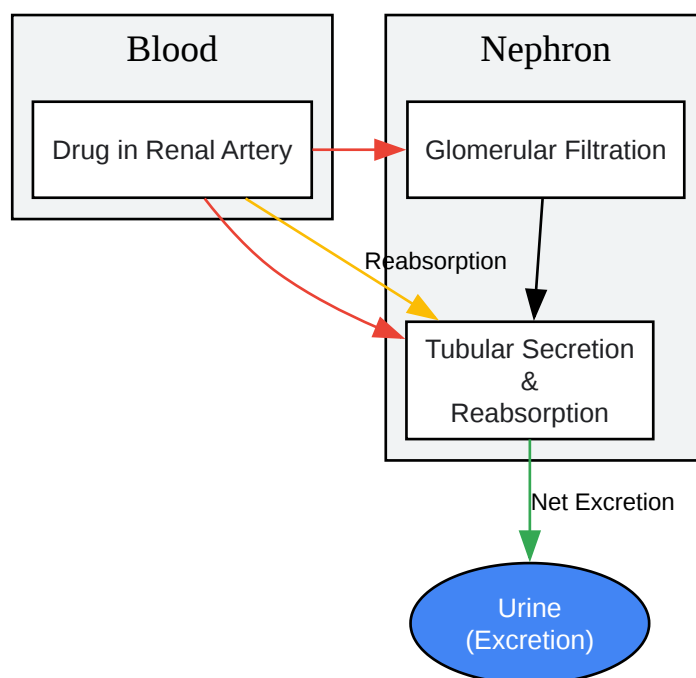 Blood
Nephron
Drug in Renal Artery
Glomerular Filtration
Reabsorption
Tubular Secretion
&
Reabsorption
Net Excretion
Urine
(Excretion)